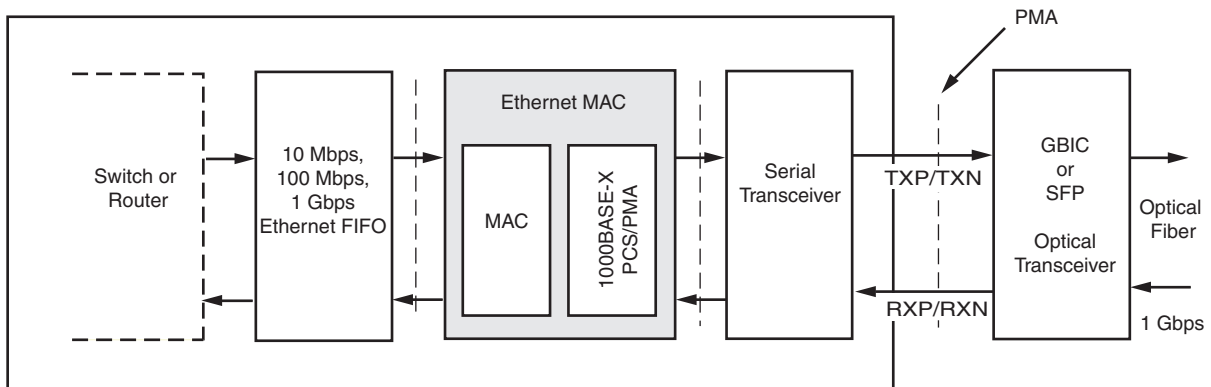 PMA
Switch or
Router
10 Mbps,
100 Mbps,
1 Gbps
Ethernet FIFO
Ethernet MAC
MAC
1000BASE-X
PCS/PMA
Serial
Transceiver
TXP/TXN
RXP/RXN
GBIC
or
SFP
Optical
Transceiver
Optical
Fiber
1 Gbps